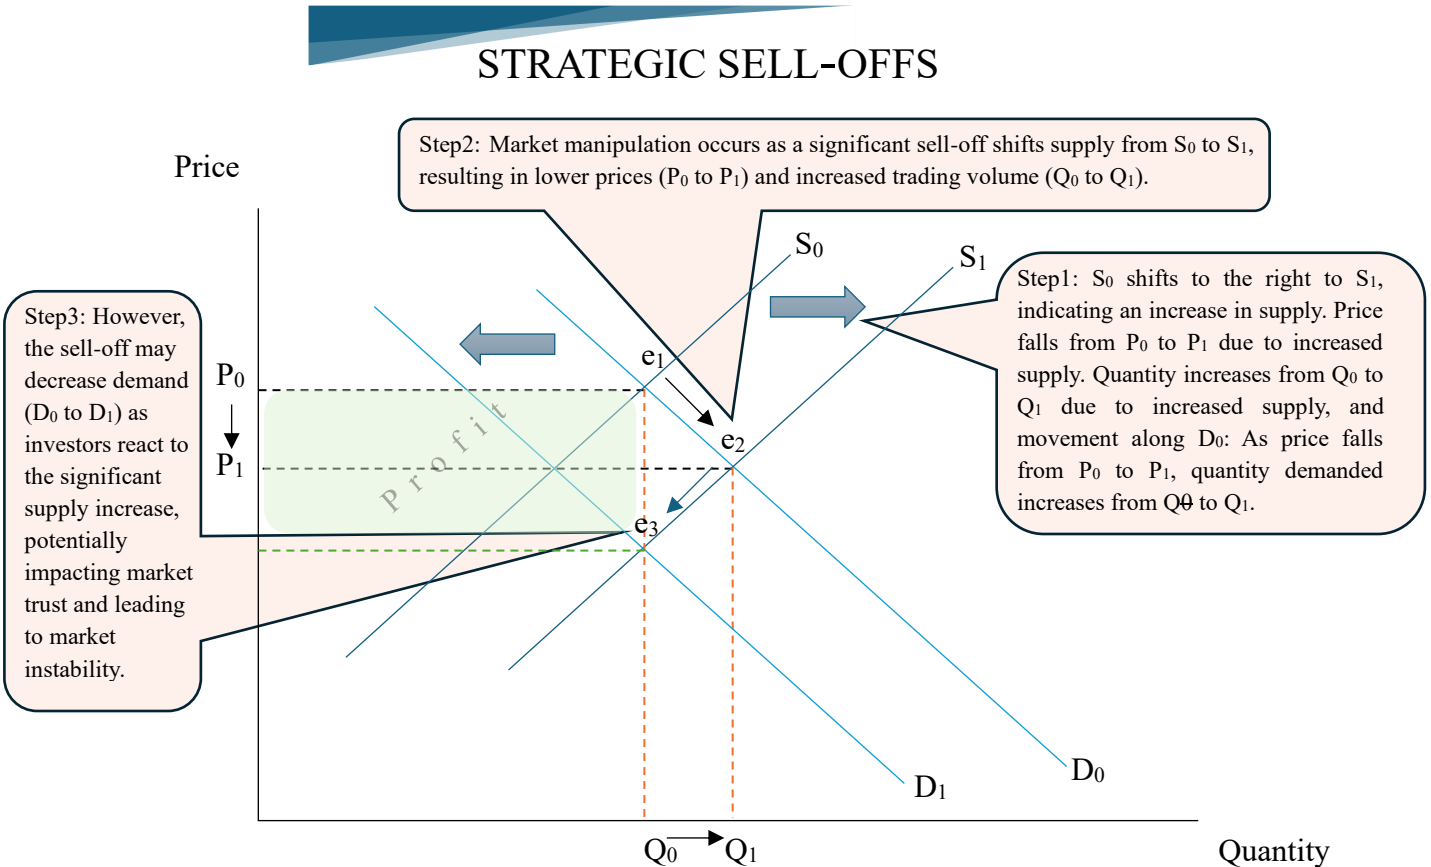 STRATEGIC SELL-OFFS
Step2: Market manipulation occurs as a significant sell-off shifts supply from S₀ to S₁,
resulting in lower prices (P₀ to P₁) and increased trading volume (Q₀ to Q₁).
Price
S₀
S₁
Step1: S₀ shifts to the right to S₁,
indicating an increase in supply. Price
falls from P₀ to P₁ due to increased
supply. Quantity increases from Q₀ to
Q₁ due to increased supply, and
movement along D₀: As price falls
from P₀ to P₁, quantity demanded
increases from Q0 to Q₁.
Step3: However,
the sell-off may
decrease demand
(D₀ to D₁) as
investors react to
the significant
supply increase,
potentially
impacting market
trust and leading
to market
instability.
P₀
P₁
e₁
e₂
e₃
Profit
D₀
D₁
Q₀
Q₁
Quantity